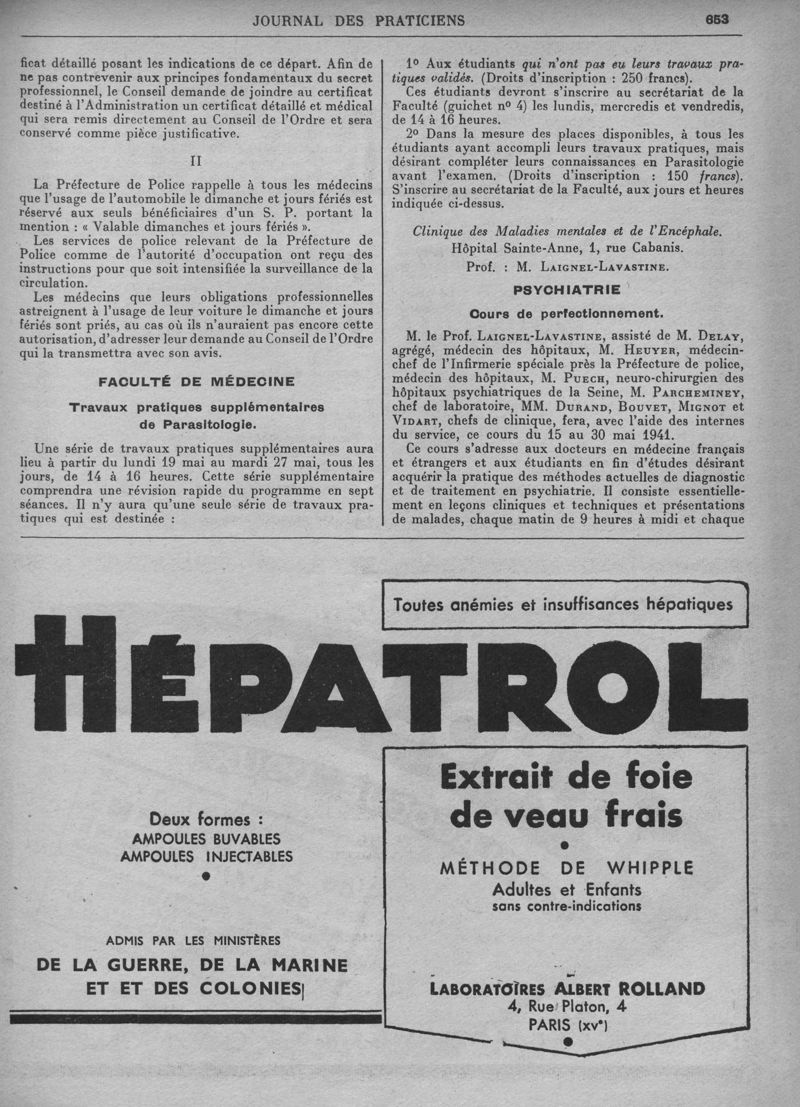 JOURNAL DES PRATICIENS 653
ficat détaillé posant les indications de ce départ. Afin de
ne pas contrevenir aux principes fondamentaux du secret
professionnel, le Conseil demande de joindre au certificat
destiné à l'Administration un certificat détaillé et médical
qui sera remis directement au Conseil de l'Ordre et sera
conservé comme pièce justificative.
II
La Préfecture de Police rappelle à tous les médecins
que l'usage de l'automobile le dimanche et jours fériés est
réservé aux seuls bénéficiaires d'un S. P. portant la
mention : « Valable dimanches et jours fériés ».
Les services de police relevant de la Préfecture de
Police comme de l'autorité d'occupation ont reçu des
instructions pour que soit intensifiée la surveillance de la
circulation.
Les médecins que leurs obligations professionnelles
astreignent à l'usage de leur voiture le dimanche et jours
fériés sont priés, au cas où ils n'auraient pas encore cette
autorisation, d'adresser leur demande au Conseil de l'Ordre
qui la transmettra avec son avis.
FACULTÉ DE MÉDECINE
Travaux pratiques supplémentaires
de Parasitologie.
Une série de travaux pratiques supplémentaires aura
lieu à partir du lundi 19 mai au mardi 27 mai, tous les
jours, de 14 à 16 heures. Cette série supplémentaire
comprendra une révision rapide du programme en sept
séances. Il n'y aura qu'une seule série de travaux pra-
tiques qui est destinée :
1º Aux étudiants qui n'ont pas eu leurs travaux pra-
tiques validés. (Droits d'inscription : 250 francs).
Ces étudiants devront s'inscrire au secrétariat de la
Faculté (guichet nº 4) les lundis, mercredis et vendredis,
de 14 à 16 heures.
2º Dans la mesure des places disponibles, à tous les
étudiants ayant accompli leurs travaux pratiques, mais
désirant compléter leurs connaissances en Parasitologie
avant l'examen. (Droits d'inscription : 150 francs).
S'inscrire au secrétariat de la Faculté, aux jours et heures
indiquée ci-dessus.
Clinique des Maladies mentales et de l'Encéphale.
Hôpital Sainte-Anne, 1, rue Cabanis.
Prof. : M. LAIGNEL-LAVASTINE.
PSYCHIATRIE
Cours de perfectionnement.
M. le Prof. LAIGNEL-LAVASTINE, assisté de M. DELAY,
agrégé, médecin des hôpitaux, M. HEUYER, médecin-
chef de l'Infirmerie spéciale près la Préfecture de police,
médecin des hôpitaux, M. PUECH, neuro-chirurgien des
hôpitaux psychiatriques de la Seine, M. PARCHEMINEY,
chef de laboratoire, MM. DURAND, BOUVET, MIGNOT et
VIDART, chefs de clinique, fera, avec l'aide des internes
du service, ce cours du 15 au 30 mai 1941.
Ce cours s'adresse aux docteurs en médecine français
et étrangers et aux étudiants en fin d'études désirant
acquérir la pratique des méthodes actuelles de diagnostic
et de traitement en psychiatrie. Il consiste essentielle-
ment en leçons cliniques et techniques et présentations
de malades, chaque matin de 9 heures à midi et chaque
Toutes anémies et insuffisances hépatiques
HÉPATROL
Deux formes :
AMPOULES BUVABLES
AMPOULES INJECTABLES
ADMIS PAR LES MINISTÈRES
DE LA GUERRE, DE LA MARINE
ET ET DES COLONIES
Extrait de foie
de veau frais
MÉTHODE DE WHIPPLE
Adultes et Enfants
sans contre-indications
LABORATOIRES ALBERT ROLLAND
4, Rue Platon, 4
PARIS (XVe)